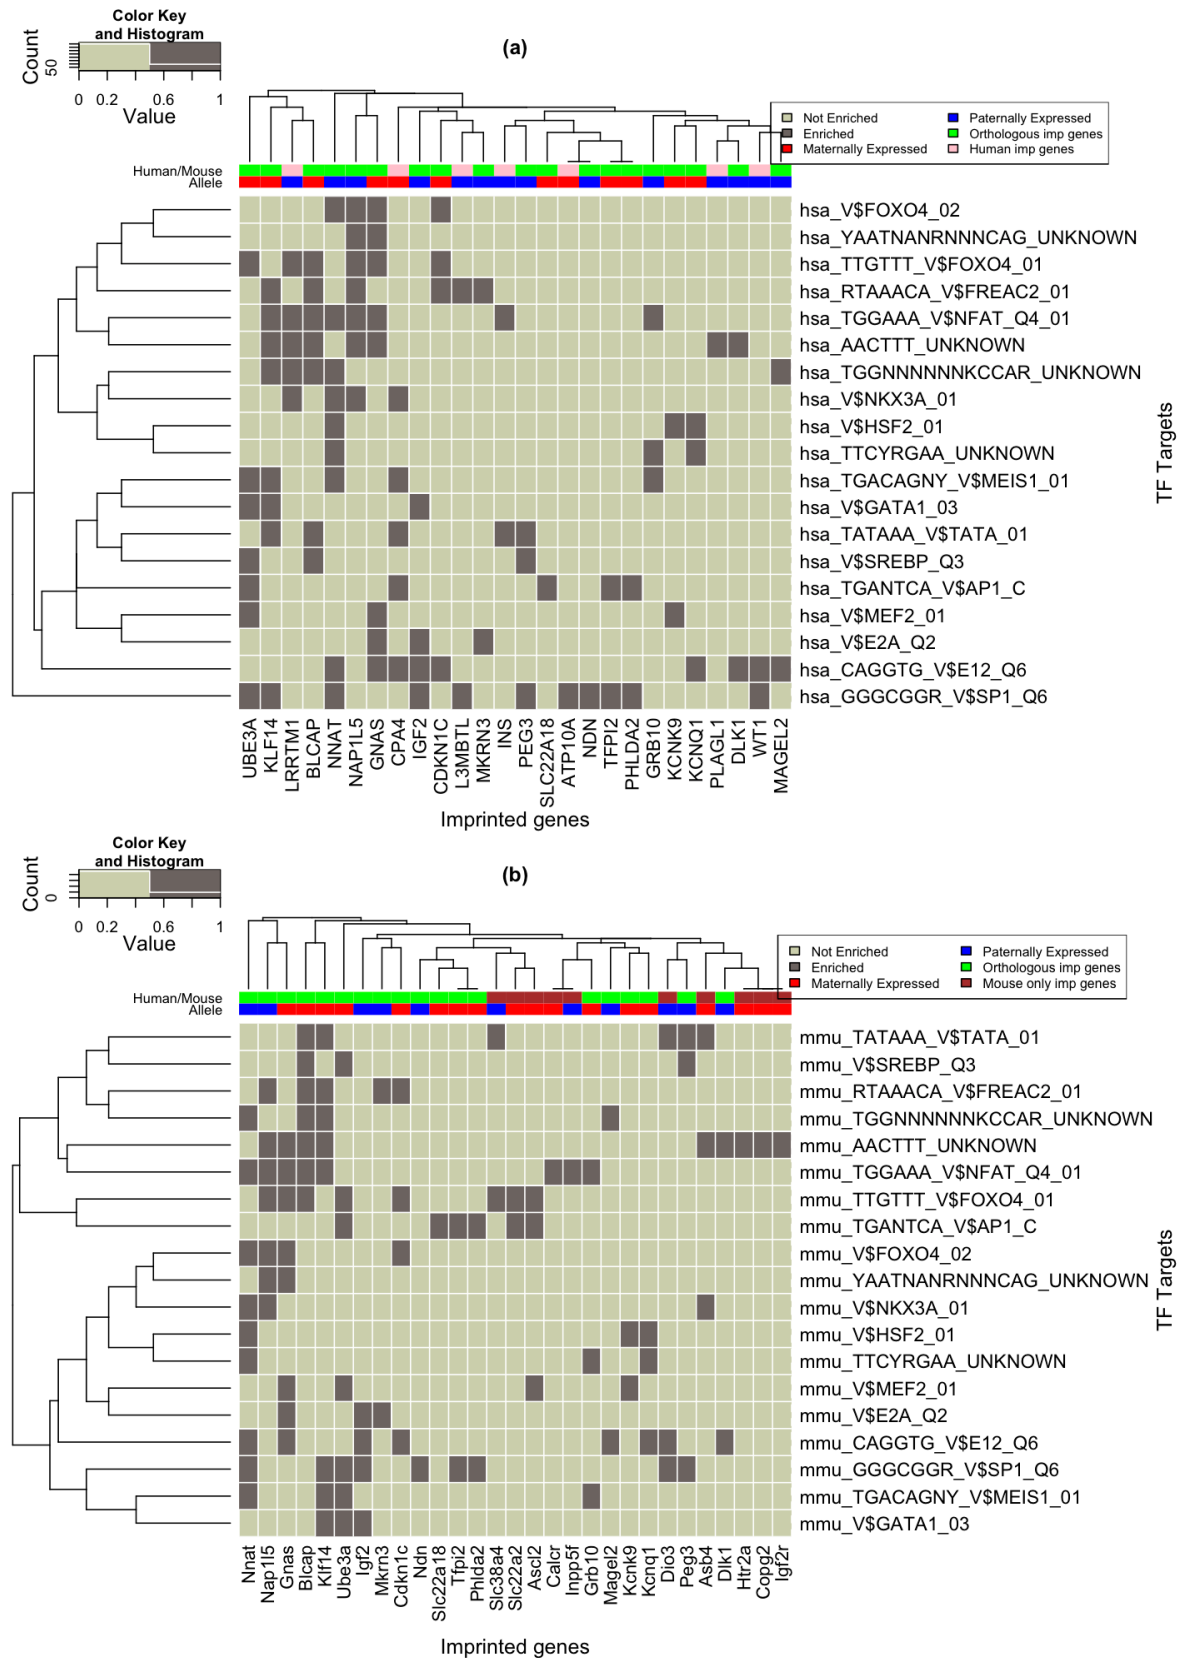 Color Key
and Histogram
Count
50
0 0.2 0.6 1
Value
(a)
Not Enriched
Enriched
Maternally Expressed
Paternally Expressed
Orthologous imp genes
Human imp genes
Human/Mouse
Allele
hsa_V$FOXO4_02
hsa_YAATNANRNNNCAG_UNKNOWN
hsa_TTGTTT_V$FOXO4_01
hsa_RTAAACA_V$FREAC2_01
hsa_TGGAAA_V$NFAT_Q4_01
hsa_AACTTT_UNKNOWN
hsa_TGGNNNNNNKCCAR_UNKNOWN
hsa_V$NKX3A_01
hsa_V$HSF2_01
hsa_TTCYRGAA_UNKNOWN
hsa_TGACAGNY_V$MEIS1_01
hsa_V$GATA1_03
hsa_TATAAA_V$TATA_01
hsa_V$SREBP_Q3
hsa_TGANTCA_V$AP1_C
hsa_V$MEF2_01
hsa_V$E2A_Q2
hsa_CAGGTG_V$E12_Q6
hsa_GGGCGGR_V$SP1_Q6
TF Targets
UBE3A
KLF14
LRRTM1
BLCAP
NNAT
NAP1L5
GNAS
CPA4
IGF2
CDKN1C
L3MBTL
MKRN3
INS
PEG3
SLC22A18
ATP10A
NDN
TFPI2
PHLDA2
GRB10
KCNK9
KCNQ1
PLAGL1
DLK1
WT1
MAGEL2
Imprinted genes
Color Key
and Histogram
Count
0
0 0.2 0.6 1
Value
(b)
Not Enriched
Enriched
Maternally Expressed
Paternally Expressed
Orthologous imp genes
Mouse only imp genes
Human/Mouse
Allele
mmu_TATAAA_V$TATA_01
mmu_V$SREBP_Q3
mmu_RTAAACA_V$FREAC2_01
mmu_TGGNNNNNNKCCAR_UNKNOWN
mmu_AACTTT_UNKNOWN
mmu_TGGAAA_V$NFAT_Q4_01
mmu_TTGTTT_V$FOXO4_01
mmu_TGANTCA_V$AP1_C
mmu_V$FOXO4_02
mmu_YAATNANRNNNCAG_UNKNOWN
mmu_V$NKX3A_01
mmu_V$HSF2_01
mmu_TTCYRGAA_UNKNOWN
mmu_V$MEF2_01
mmu_V$E2A_Q2
mmu_CAGGTG_V$E12_Q6
mmu_GGGCGGR_V$SP1_Q6
mmu_TGACAGNY_V$MEIS1_01
mmu_V$GATA1_03
TF Targets
Nnat
Nap1l5
Gnas
Blcap
Klf14
Ube3a
Igf2
Mkrn3
Cdkn1c
Ndn
Slc22a18
Tfpi2
Phlda2
Slc38a4
Slc22a2
Ascl2
Calcr
Inpp5f
Grb10
Magel2
Kcnk9
Kcnq1
Dio3
Peg3
Asb4
Dlk1
Htr2a
Copg2
Igf2r
Imprinted genes